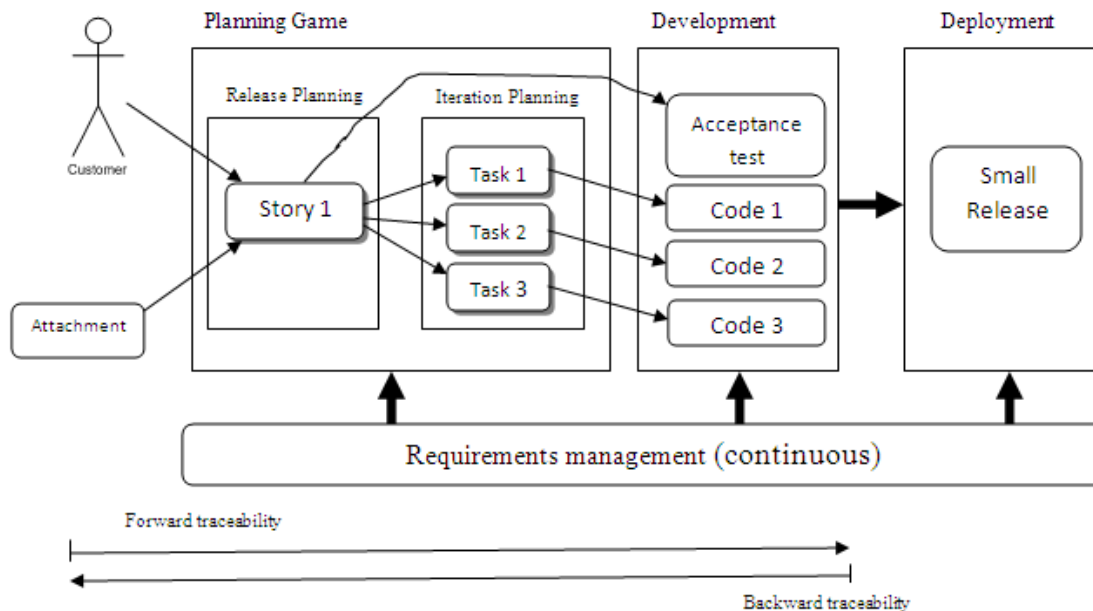 Planning Game
Development
Deployment
Customer
Release Planning
Iteration Planning
Acceptance
test
Story 1
Task 1
Task 2
Task 3
Code 1
Code 2
Code 3
Small
Release
Attachment
Requirements management (continuous)
Forward traceability
Backward traceability